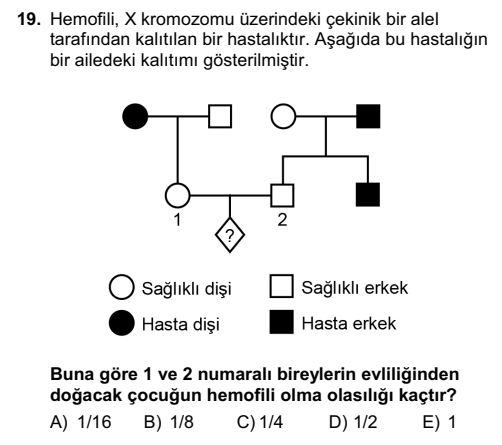 19. Hemofili, X kromozomu üzerindeki çekinik bir alel
tarafından kalıtılan bir hastalıktır. Aşağıda bu hastalığın
bir ailedeki kalıtımı gösterilmiştir.
1
2
?
Sağlıklı dişi
Sağlıklı erkek
Hasta dişi
Hasta erkek
Buna göre 1 ve 2 numaralı bireylerin evliliğinden
doğacak çocuğun hemofili olma olasılığı kaçtır?
A) 1/16 B) 1/8 C) 1/4 D) 1/2 E) 1